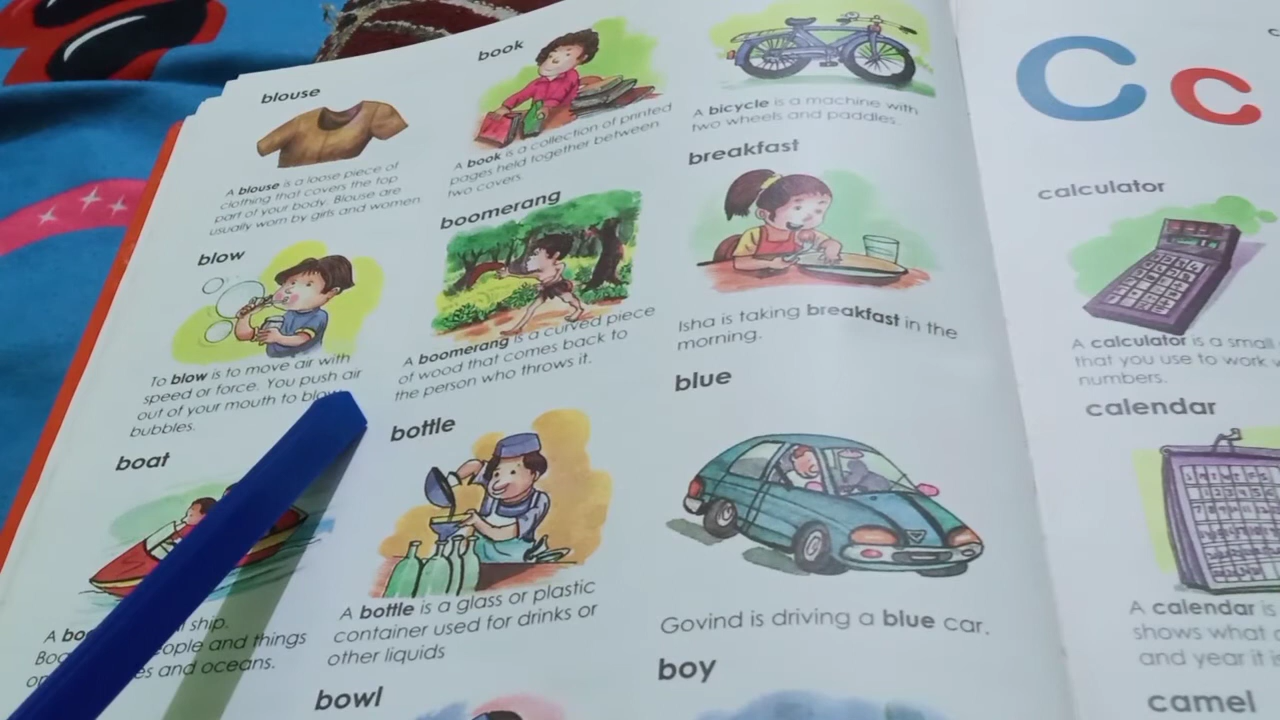 blouse
A blouse is a loose piece of
clothing that covers the top
part of your body. Blouse are
usually worn by girls and women
blow
To blow is to move air with
speed or force. You push air
out of your mouth to blow
bubbles.
boat
ship.
people and things
and oceans.
book
A book is a collection of printed
pages held together between
two covers.
boomerang
A boomerang is a curved piece
of wood that comes back to
the person who throws it.
bottle
A bottle is a glass or plastic
container used for drinks or
other liquids
bowl
A bicycle is a machine with
two wheels and paddles.
breakfast
Isha is taking breakfast in the
morning.
blue
Govind is driving a blue car.
boy
C c
calculator
A calculator is a small
that you use to work
numbers.
calendar
A calendar is
shows what
and year it is
camel